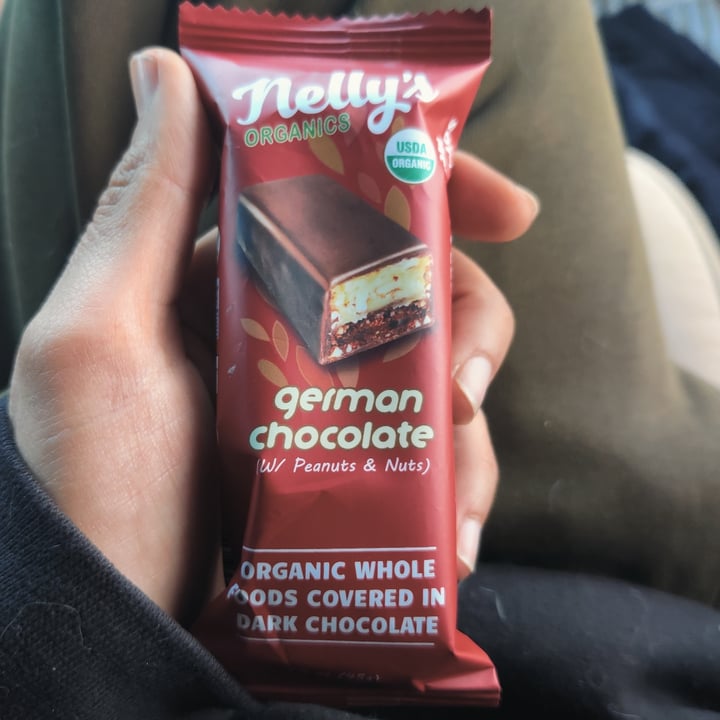 Nelly's
ORGANICS
USDA
ORGANIC
german
chocolate
(W/ Peanuts & Nuts)
ORGANIC WHOLE
FOODS COVERED IN
DARK CHOCOLATE